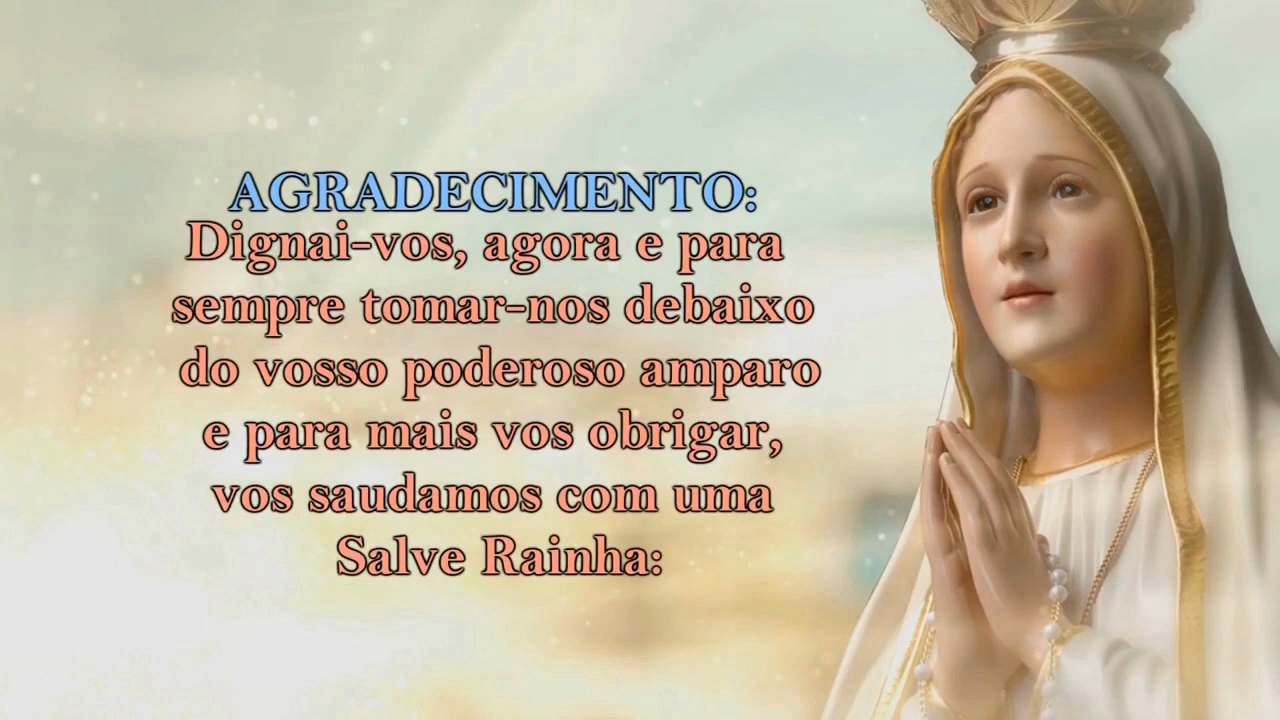 AGRADECIMENTO:
Dignai-vos, agora e para
sempre tomar-nos debaixo
do vosso poderoso amparo
e para mais vos obrigar,
vos saudamos com uma
Salve Rainha: